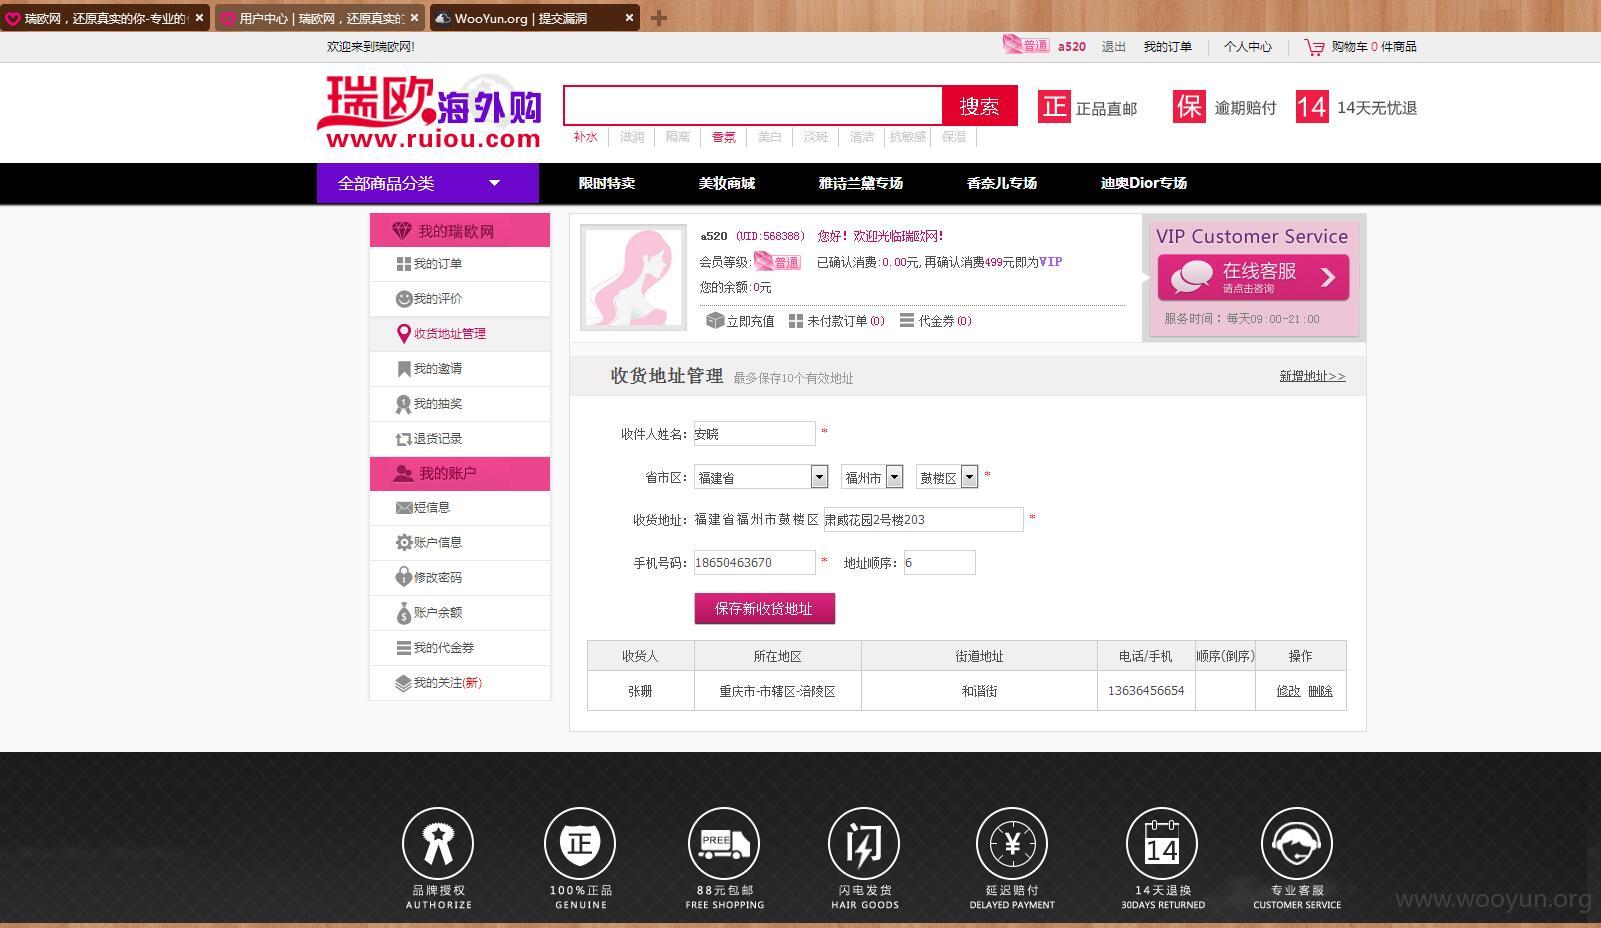 瑞欧网，还原真实的你-专业的
用户中心 | 瑞欧网，还原真实的
WooYun.org | 提交漏洞
欢迎来到瑞欧网!
普通 a520 退出 我的订单 个人中心 购物车 0 件商品
瑞欧海外购
www.ruiou.com
搜索
正 正品直邮 保 逾期赔付 14 14天无忧退
补水 滋润 隔离 香氛 美白 淡斑 清洁 抗敏感 保湿
全部商品分类 限时特卖 美妆商城 雅诗兰黛专场 香奈儿专场 迪奥Dior专场
我的瑞欧网
我的订单
我的评价
收货地址管理
我的邀请
我的抽奖
退货记录
我的账户
短信息
账户信息
修改密码
账户余额
我的代金券
我的关注(新)
a520 (UID:568388) 您好! 欢迎光临瑞欧网!
会员等级: 普通 已确认消费:0.00元,再确认消费499元即为VIP
您的余额:0元
立即充值 未付款订单(0) 代金券(0)
VIP Customer Service
在线客服
请点击咨询
服务时间：每天09:00-21:00
收货地址管理 最多保存10个有效地址 新增地址>>
收件人姓名: 安晓 *
省市区: 福建省 福州市 鼓楼区 *
收货地址: 福建省福州市鼓楼区 肃威花园2号楼203 *
手机号码: 18650463670 * 地址顺序: 6
保存新收货地址
收货人 所在地区 街道地址 电话/手机 顺序(倒序) 操作
张珊 重庆市-市辖区-涪陵区 和谐街 13636456654 修改 删除
正 PREE 闪 ¥ 14
品牌授权 100%正品 88元包邮 闪电发货 延迟赔付 14天退换 专业客服
AUTHORIZE GENUINE FREE SHOPPING HAIR GOODS DELAYED PAYMENT 30DAYS RETURNED CUSTOMER SERVICE
www.wooyun.org